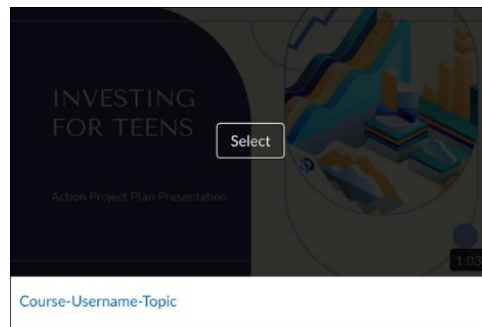 INVESTING
FOR TEENS
Select
Action Project Plan Presentation
1:03
Course-Username-Topic